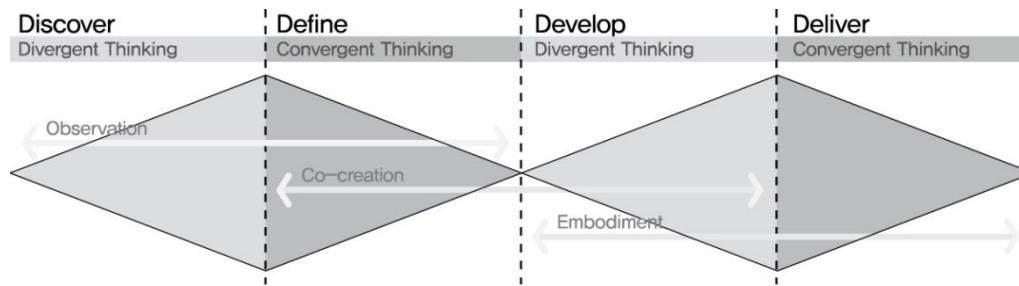 Discover
Divergent Thinking
Define
Convergent Thinking
Develop
Divergent Thinking
Deliver
Convergent Thinking
Observation
Co-creation
Embodiment